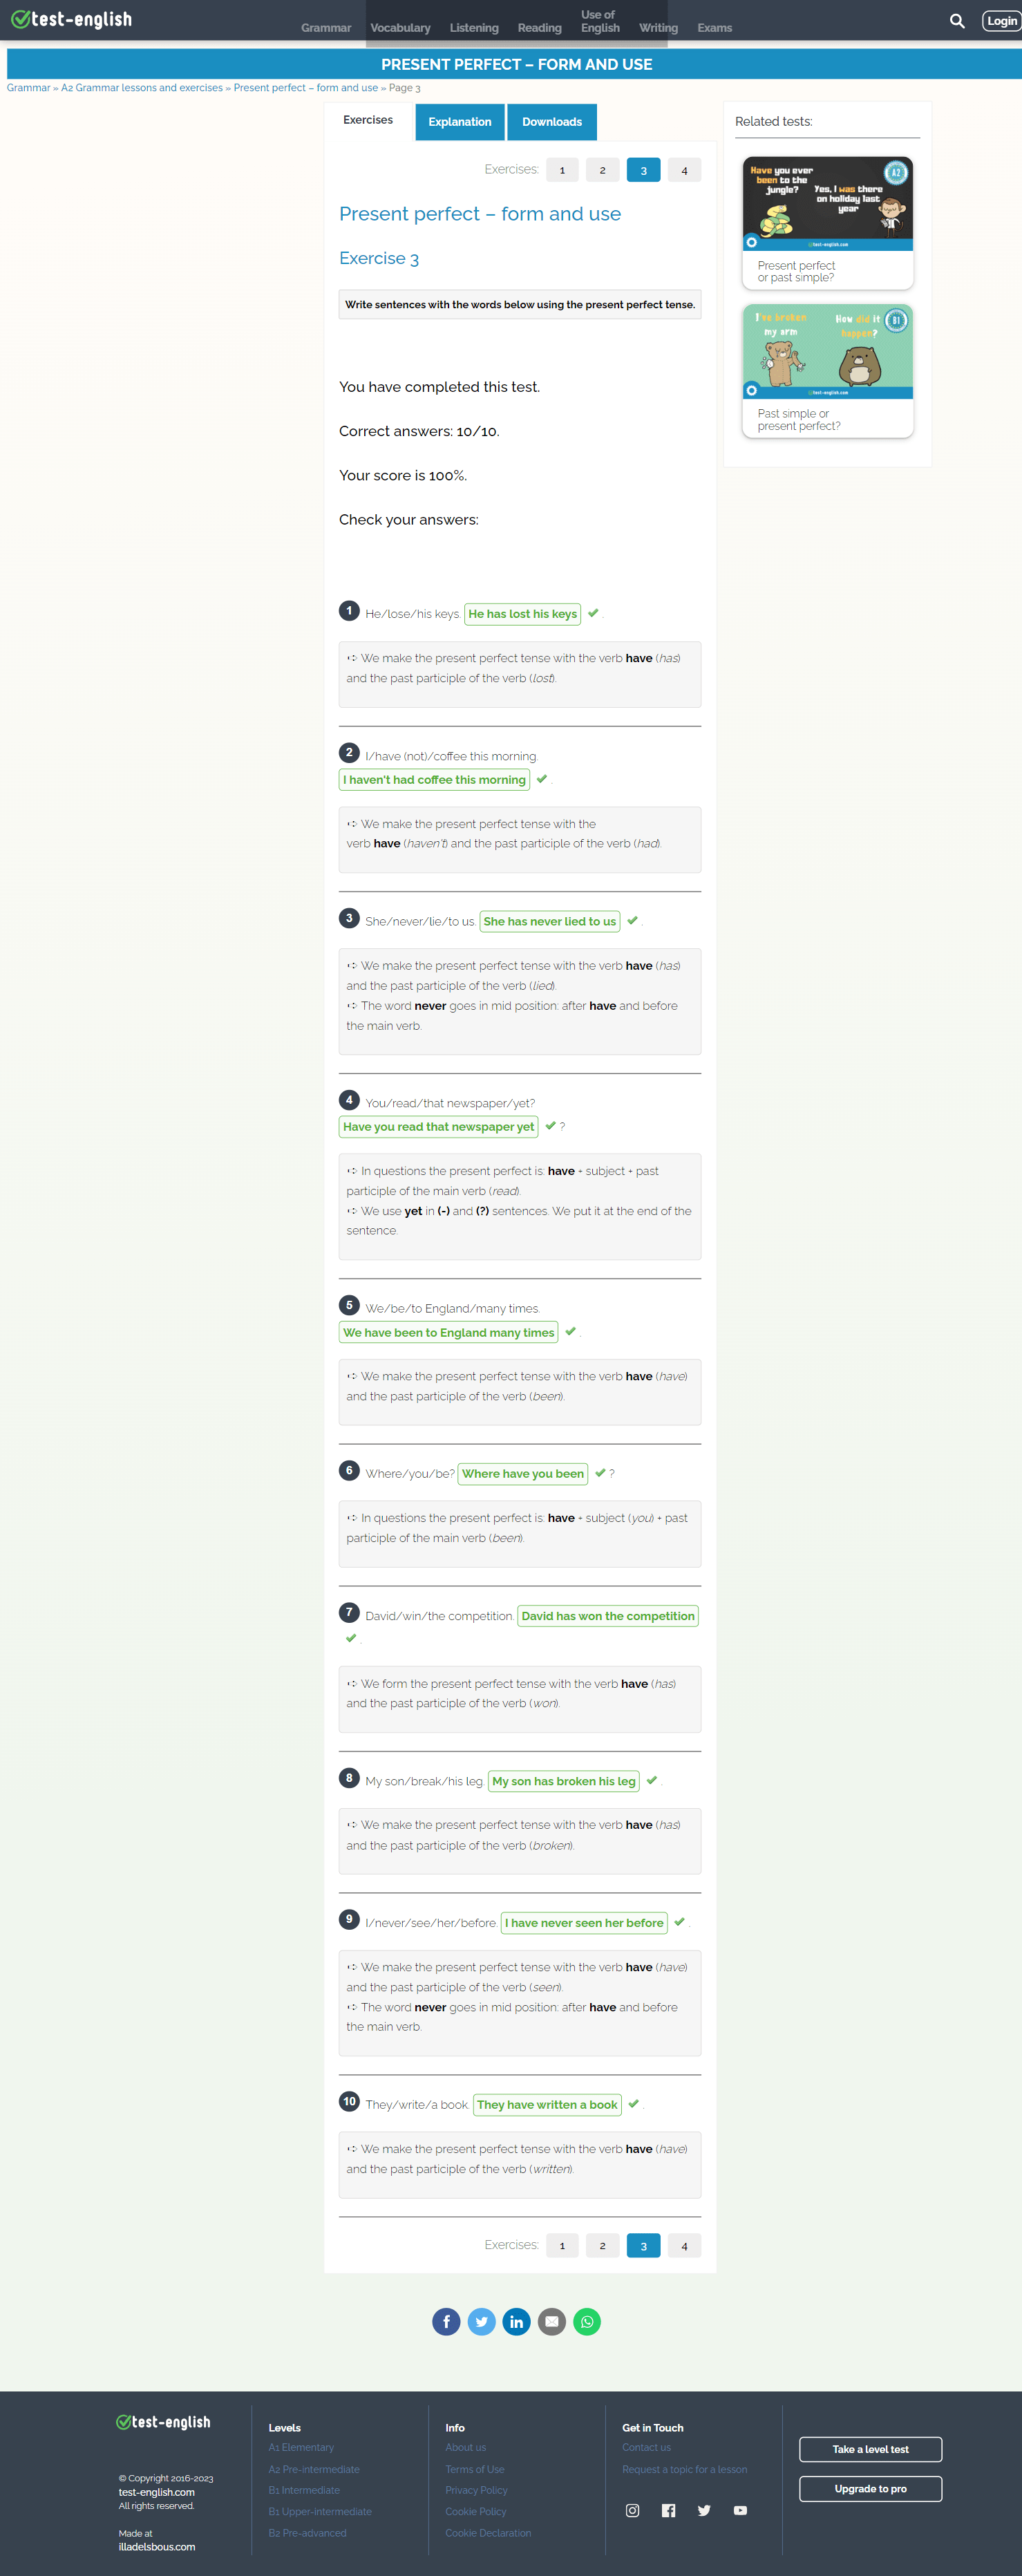 test-english
Grammar
Vocabulary
Listening
Reading
Use of
English
Writing
Exams
Login
PRESENT PERFECT – FORM AND USE
Grammar » A2 Grammar lessons and exercises » Present perfect – form and use » Page 3
Exercises
Explanation
Downloads
Exercises: 1 2 3 4
Present perfect – form and use
Exercise 3
Write sentences with the words below using the present perfect tense.
You have completed this test.
Correct answers: 10/10.
Your score is 100%.
Check your answers:
1 He/lose/his keys. He has lost his keys .
➪ We make the present perfect tense with the verb have (has)
and the past participle of the verb (lost).
2 I/have (not)/coffee this morning.
I haven't had coffee this morning .
➪ We make the present perfect tense with the
verb have (haven't) and the past participle of the verb (had).
3 She/never/lie/to us. She has never lied to us .
➪ We make the present perfect tense with the verb have (has)
and the past participle of the verb (lied).
➪ The word never goes in mid position: after have and before
the main verb.
4 You/read/that newspaper/yet?
Have you read that newspaper yet ?
➪ In questions the present perfect is: have + subject + past
participle of the main verb (read).
➪ We use yet in (-) and (?) sentences. We put it at the end of the
sentence.
5 We/be/to England/many times.
We have been to England many times .
➪ We make the present perfect tense with the verb have (have)
and the past participle of the verb (been).
6 Where/you/be? Where have you been ?
➪ In questions the present perfect is: have + subject (you) + past
participle of the main verb (been).
7 David/win/the competition. David has won the competition
.
➪ We form the present perfect tense with the verb have (has)
and the past participle of the verb (won).
8 My son/break/his leg. My son has broken his leg .
➪ We make the present perfect tense with the verb have (has)
and the past participle of the verb (broken).
9 I/never/see/her/before. I have never seen her before .
➪ We make the present perfect tense with the verb have (have)
and the past participle of the verb (seen).
➪ The word never goes in mid position: after have and before
the main verb.
10 They/write/a book. They have written a book .
➪ We make the present perfect tense with the verb have (have)
and the past participle of the verb (written).
Exercises: 1 2 3 4
Related tests:
Have you ever
been to the
jungle?
Yes, I was there
on holiday last
year
A2
test-english.com
Present perfect
or past simple?
I've broken
my arm
How did it
happen?
B1
test-english.com
Past simple or
present perfect?
test-english
© Copyright 2016-2023
test-english.com
All rights reserved.
Made at
illadelsbous.com
Levels
A1 Elementary
A2 Pre-intermediate
B1 Intermediate
B1 Upper-intermediate
B2 Pre-advanced
Info
About us
Terms of Use
Privacy Policy
Cookie Policy
Cookie Declaration
Get in Touch
Contact us
Request a topic for a lesson
Take a level test
Upgrade to pro